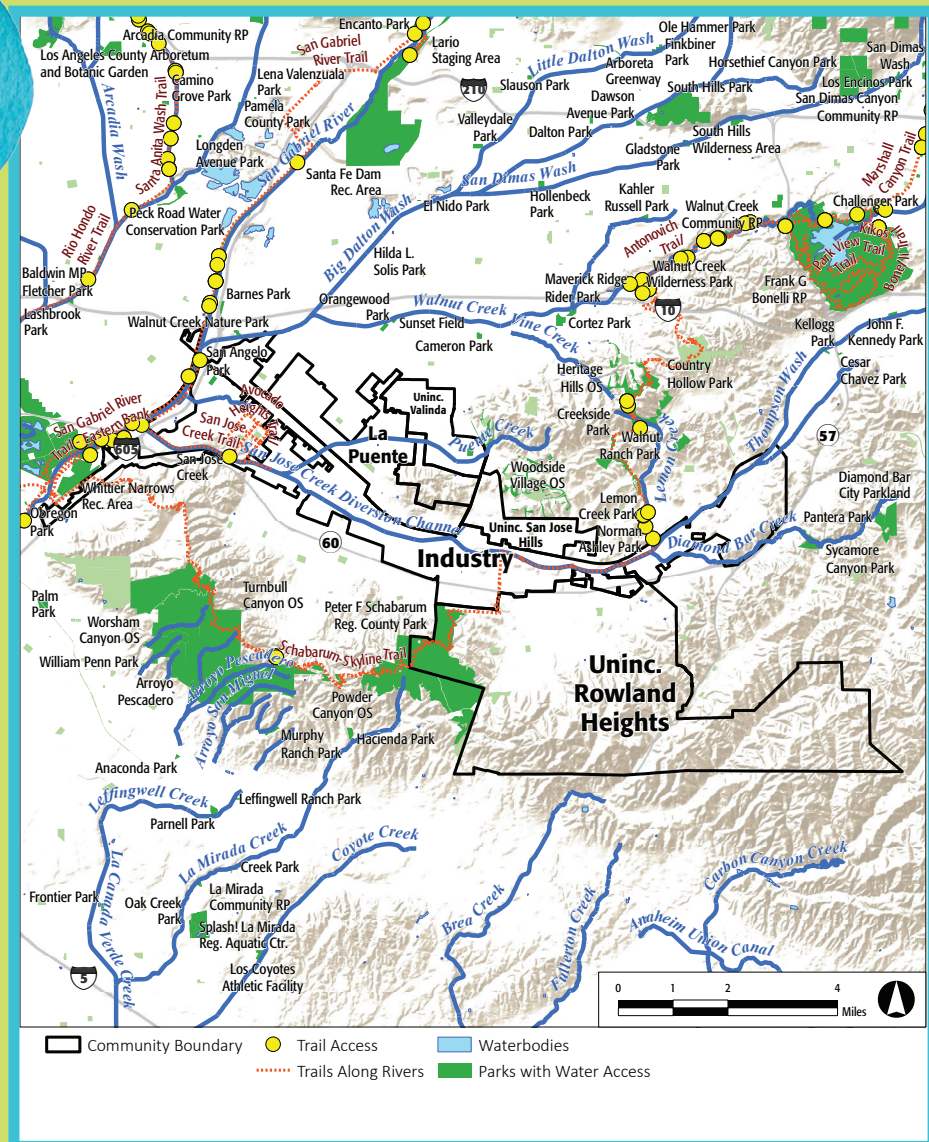 Encanto Park
Arcadia Community RP
Los Angeles County Arboretum
and Botanic Garden
Camino
Grove Park
San Gabriel
River Trail
Lario
Staging Area
Ole Hammer Park
Finkbiner
Park
San Dimas
Wash
Little Dalton Wash
Arboreta
Greenway
Horsethief Canyon Park
Los Encinos Park
San Dimas Canyon
Community RP
Lena Valenzuala
Park
Pamela
County Park
210
Slauson Park
South Hills Park
Dawson
Avenue Park
Valleydale
Park
Dalton Park
South Hills
Wilderness Area
Gladstone
Park
Arcadia Wash
Santa Anita Wash Trail
Longden
Avenue Park
San Gabriel River
Santa Fe Dam
Rec. Area
San Dimas Wash
Marshall
Canyon Trail
Hollenbeck
Park
Kahler
Russell Park
El Nido Park
Walnut Creek
Community RP
Challenger Park
Peck Road Water
Conservation Park
Rio Hondo
River Trail
Big Dalton Wash
Antonovich
Trail
Kikos
Park View Trail
Trail
Bonelli Trail
Hilda L.
Solis Park
Walnut Creek
Wilderness Park
Frank G
Bonelli RP
Maverick Ridge
Rider Park
Baldwin MP
Fletcher Park
Lashbrook
Park
Barnes Park
Orangewood
Park
Walnut Creek
Vine Creek
10
Walnut Creek Nature Park
Sunset Field
Cortez Park
Kellogg
Park
John F.
Kennedy Park
Cameron Park
San Angelo
Park
Heritage
Hills OS
Country
Hollow Park
Cesar
Chavez Park
Thompson Wash
Avocado
Heights Trail
Uninc.
Valinda
San Gabriel River
Trail - Eastern Bank
605
San Jose
Creek Trail
La
Puente
Puente Creek
Creekside
Park
Walnut
Ranch Park
Lemon Creek
57
San Jose
Creek
San Jose Creek Diversion Channel
Woodside
Village OS
Whittier Narrows
Rec. Area
Diamond Bar
City Parkland
Obregon
Park
Lemon
Creek Park
Pantera Park
60
Uninc. San Jose
Hills
Norman
Ashley Park
Diamond Bar Creek
Industry
Sycamore
Canyon Park
Turnbull
Canyon OS
Palm
Park
Worsham
Canyon OS
Peter F Schabarum
Reg. County Park
William Penn Park
Schabarum-Skyline Trail
Arroyo
Pescadero
Arroyo Pescadero
Arroyo San Miguel
Uninc.
Rowland
Heights
Powder
Canyon OS
Murphy
Ranch Park
Hacienda Park
Anaconda Park
Leffingwell Creek
Leffingwell Ranch Park
Parnell Park
La Mirada Creek
Coyote Creek
Creek Park
La Canada Verde Creek
Carbon Canyon Creek
Frontier Park
Oak Creek
Park
La Mirada
Community RP
Splash! La Mirada
Reg. Aquatic Ctr.
Brea Creek
Fullerton Creek
Anaheim Union Canal
Los Coyotes
Athletic Facility
5
0 1 2 4
Miles
Community Boundary
Trail Access
Waterbodies
Trails Along Rivers
Parks with Water Access